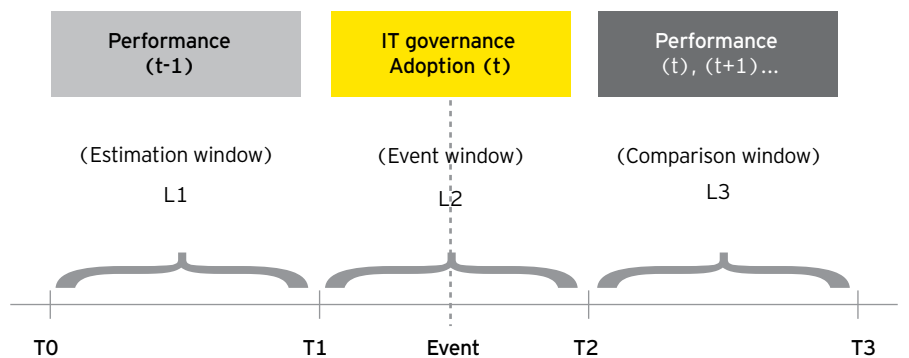 Performance
(t-1)
IT governance
Adoption (t)
Performance
(t), (t+1)...
(Estimation window)
L1
(Event window)
L2
(Comparison window)
L3
T0
T1
Event
T2
T3